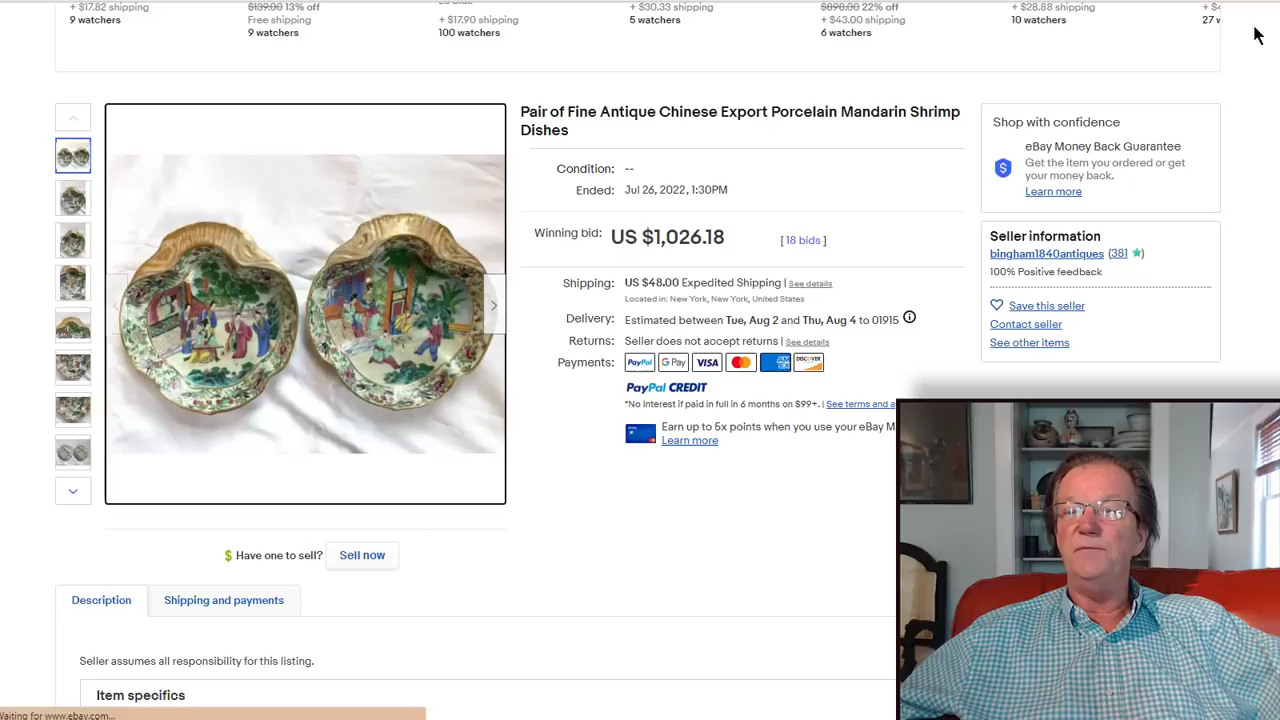 + $17.82 shipping
9 watchers
$139.00 13% off
Free shipping
9 watchers
+ $17.90 shipping
100 watchers
+ $30.33 shipping
5 watchers
$898.00 22% off
+ $43.00 shipping
6 watchers
+ $28.88 shipping
10 watchers
27
Pair of Fine Antique Chinese Export Porcelain Mandarin Shrimp
Dishes
Condition: --
Ended: Jul 26, 2022, 1:30PM
Winning bid: US $1,026.18 [ 18 bids ]
Shipping: US $48.00 Expedited Shipping | See details
Located in: New York, New York, United States
Delivery: Estimated between Tue, Aug 2 and Thu, Aug 4 to 01915
Returns: Seller does not accept returns | See details
Payments: PayPal G Pay VISA DISCOVER
PayPal CREDIT
*No Interest if paid in full in 6 months on $99+. | See terms and a
Earn up to 5x points when you use your eBay M
Learn more
Shop with confidence
eBay Money Back Guarantee
Get the item you ordered or get
your money back.
Learn more
Seller information
bingham1840antiques (381 )
100% Positive feedback
Save this seller
Contact seller
See other items
$ Have one to sell? Sell now
Description
Shipping and payments
Seller assumes all responsibility for this listing.
Item specifics
Waiting for www.ebay.com...